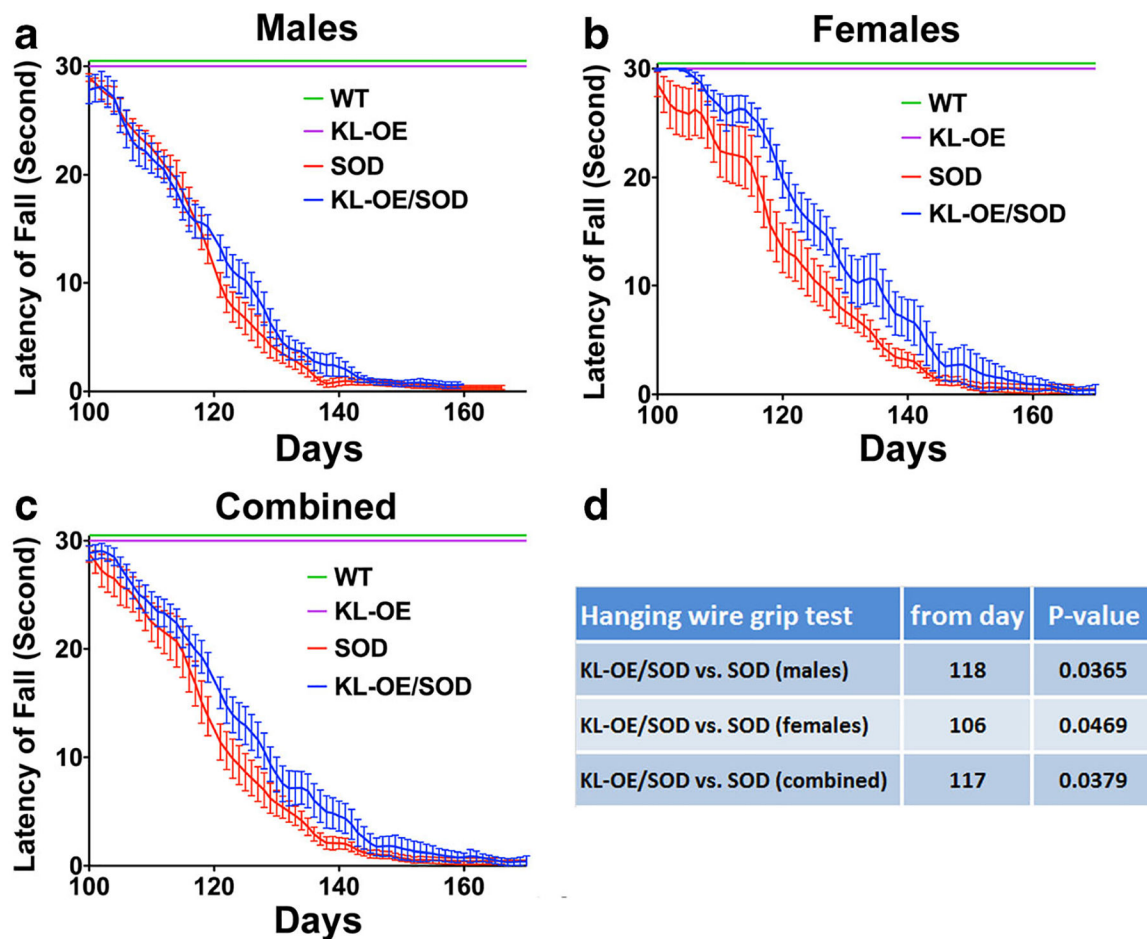 a
Males
Latency of Fall (Second)
30
20
10
0
100
120
140
160
Days
WT
KL-OE
SOD
KL-OE/SOD
b
Females
Latency of Fall (Second)
30
20
10
0
100
120
140
160
Days
WT
KL-OE
SOD
KL-OE/SOD
c
Combined
Latency of Fall (Second)
30
20
10
0
100
120
140
160
Days
WT
KL-OE
SOD
KL-OE/SOD
d
Hanging wire grip test from day P-value
KL-OE/SOD vs. SOD (males) 118 0.0365
KL-OE/SOD vs. SOD (females) 106 0.0469
KL-OE/SOD vs. SOD (combined) 117 0.0379